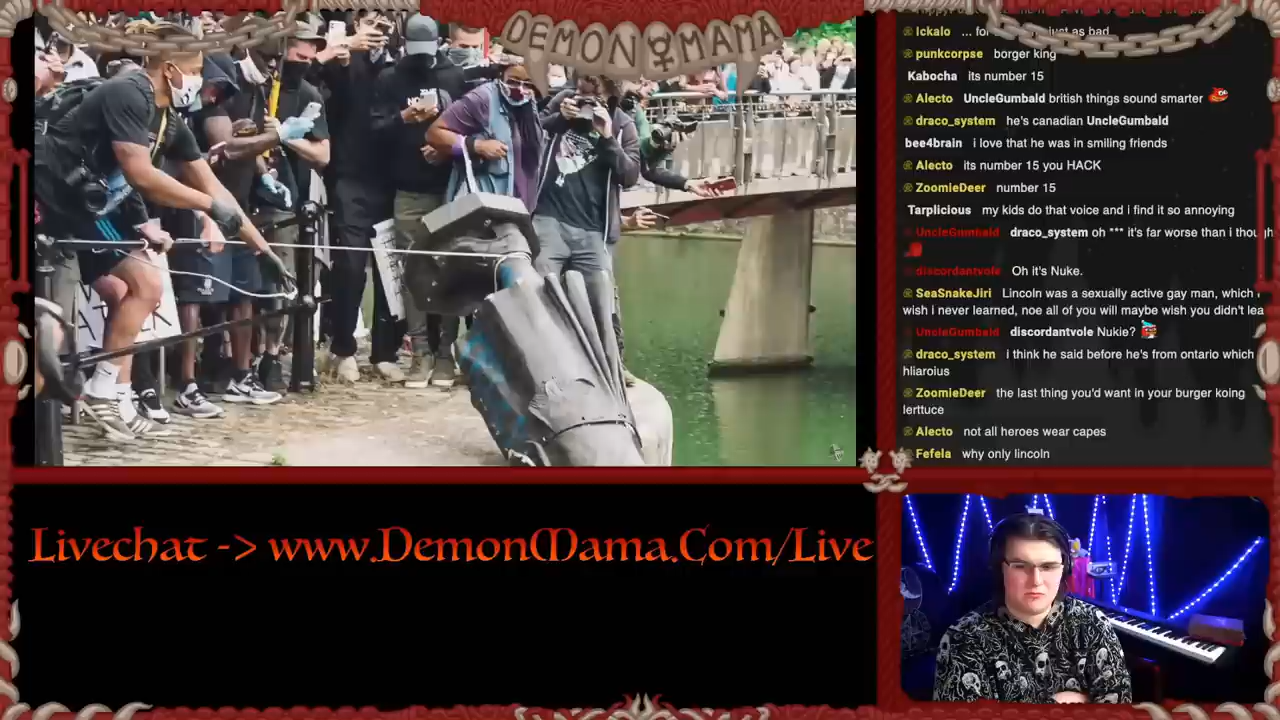 DEMON MAMA
Ickalo ... for just as bad
punkcorpse borger king
Kabocha its number 15
Alecto UncleGumbald british things sound smarter
draco_system he's canadian UncleGumbald
bee4brain i love that he was in smiling friends
Alecto its number 15 you HACK
ZoomieDeer number 15
Tarplicious my kids do that voice and i find it so annoying
UncleGumbald draco_system oh *** it's far worse than i though
discordantvole Oh it's Nuke.
SeaSnakeJiri Lincoln was a sexually active gay man, which i
wish i never learned, noe all of you will maybe wish you didn't lea
UncleGumbald discordantvole Nukie?
draco_system i think he said before he's from ontario which is
hliaroius
ZoomieDeer the last thing you'd want in your burger koing
lerttuce
Alecto not all heroes wear capes
Fefela why only lincoln
Livechat -> www.DemonMama.Com/Live